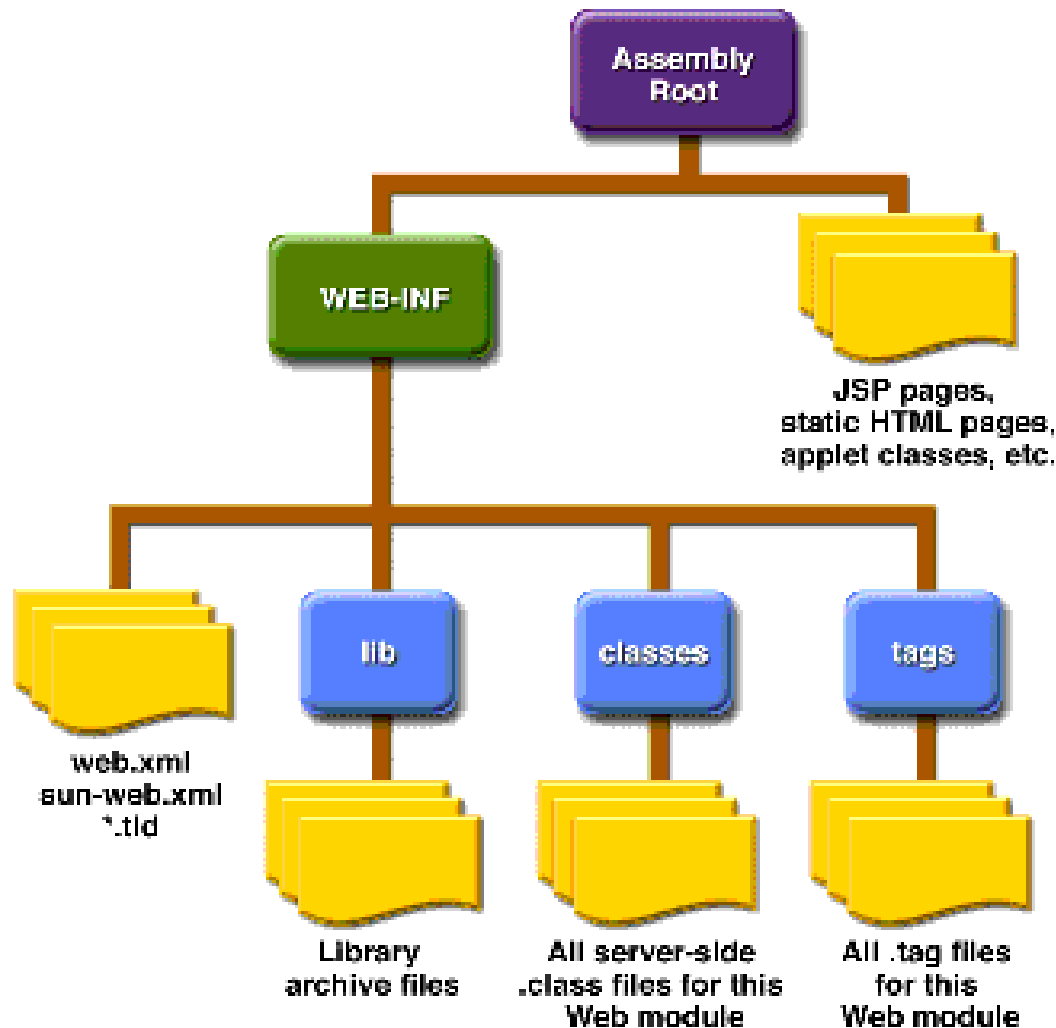 Assembly
Root
WEB-INF
JSP pages,
static HTML pages,
applet classes, etc.
lib
classes
tags
web.xml
sun-web.xml
*.tld
Library
archive files
All server-side
.class files for this
Web module
All .tag files
for this
Web module